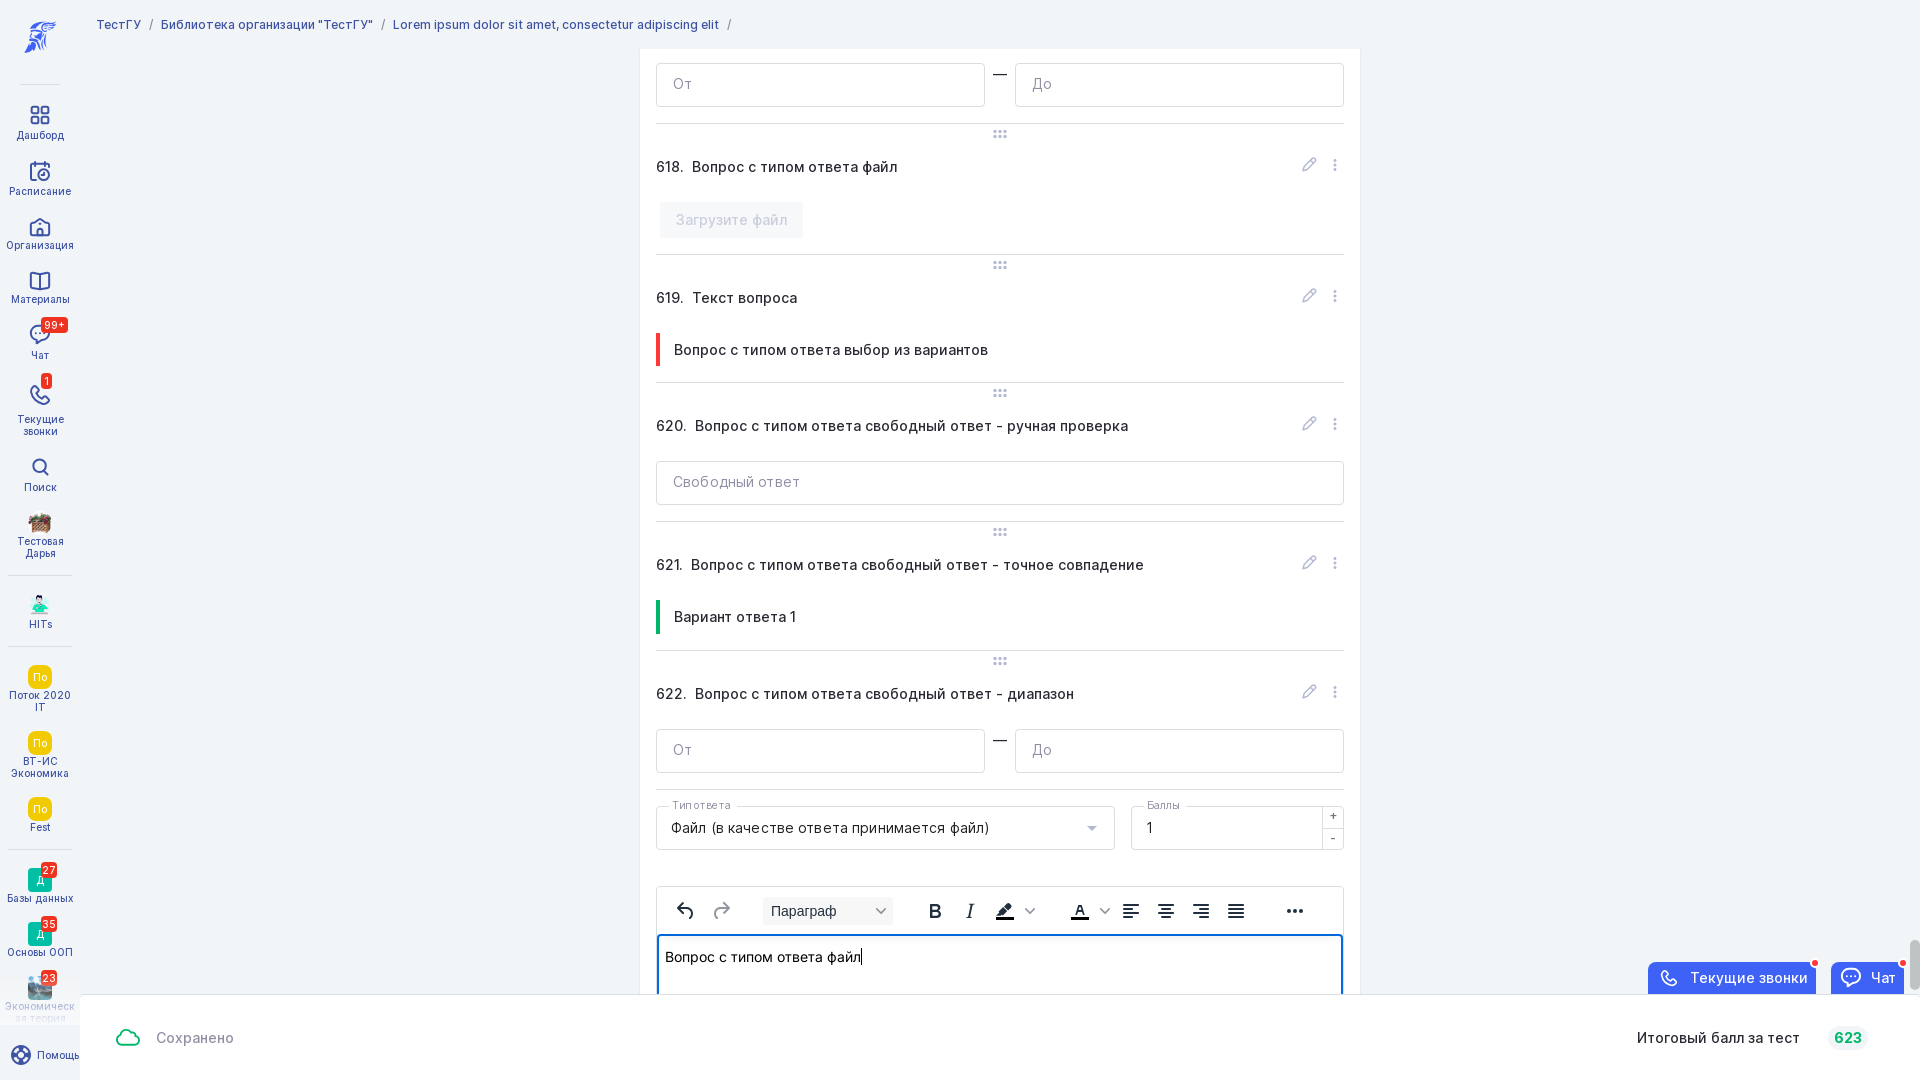 ТестГУ / Библиотека организации "ТестГУ" / Lorem ipsum dolor sit amet, consectetur adipiscing elit /
Дашборд
Расписание
Организация
Материалы
99+
Чат
1
Текущие
звонки
Поиск
Тестовая
Дарья
HITs
По
Поток 2020
IT
По
ВТ-ИС
Экономика
По
Fest
27
Д
Базы данных
35
Д
Основы ООП
23
Экономическ
ая теория
Помощь
От — До
618. Вопрос с типом ответа файл
Загрузите файл
619. Текст вопроса
Вопрос с типом ответа выбор из вариантов
620. Вопрос с типом ответа свободный ответ - ручная проверка
Свободный ответ
621. Вопрос с типом ответа свободный ответ - точное совпадение
Вариант ответа 1
622. Вопрос с типом ответа свободный ответ - диапазон
От — До
Тип ответа
Файл (в качестве ответа принимается файл)
Баллы
1
+
-
Параграф
Вопрос с типом ответа файл
Текущие звонки
Чат
Сохранено
Итоговый балл за тест 623